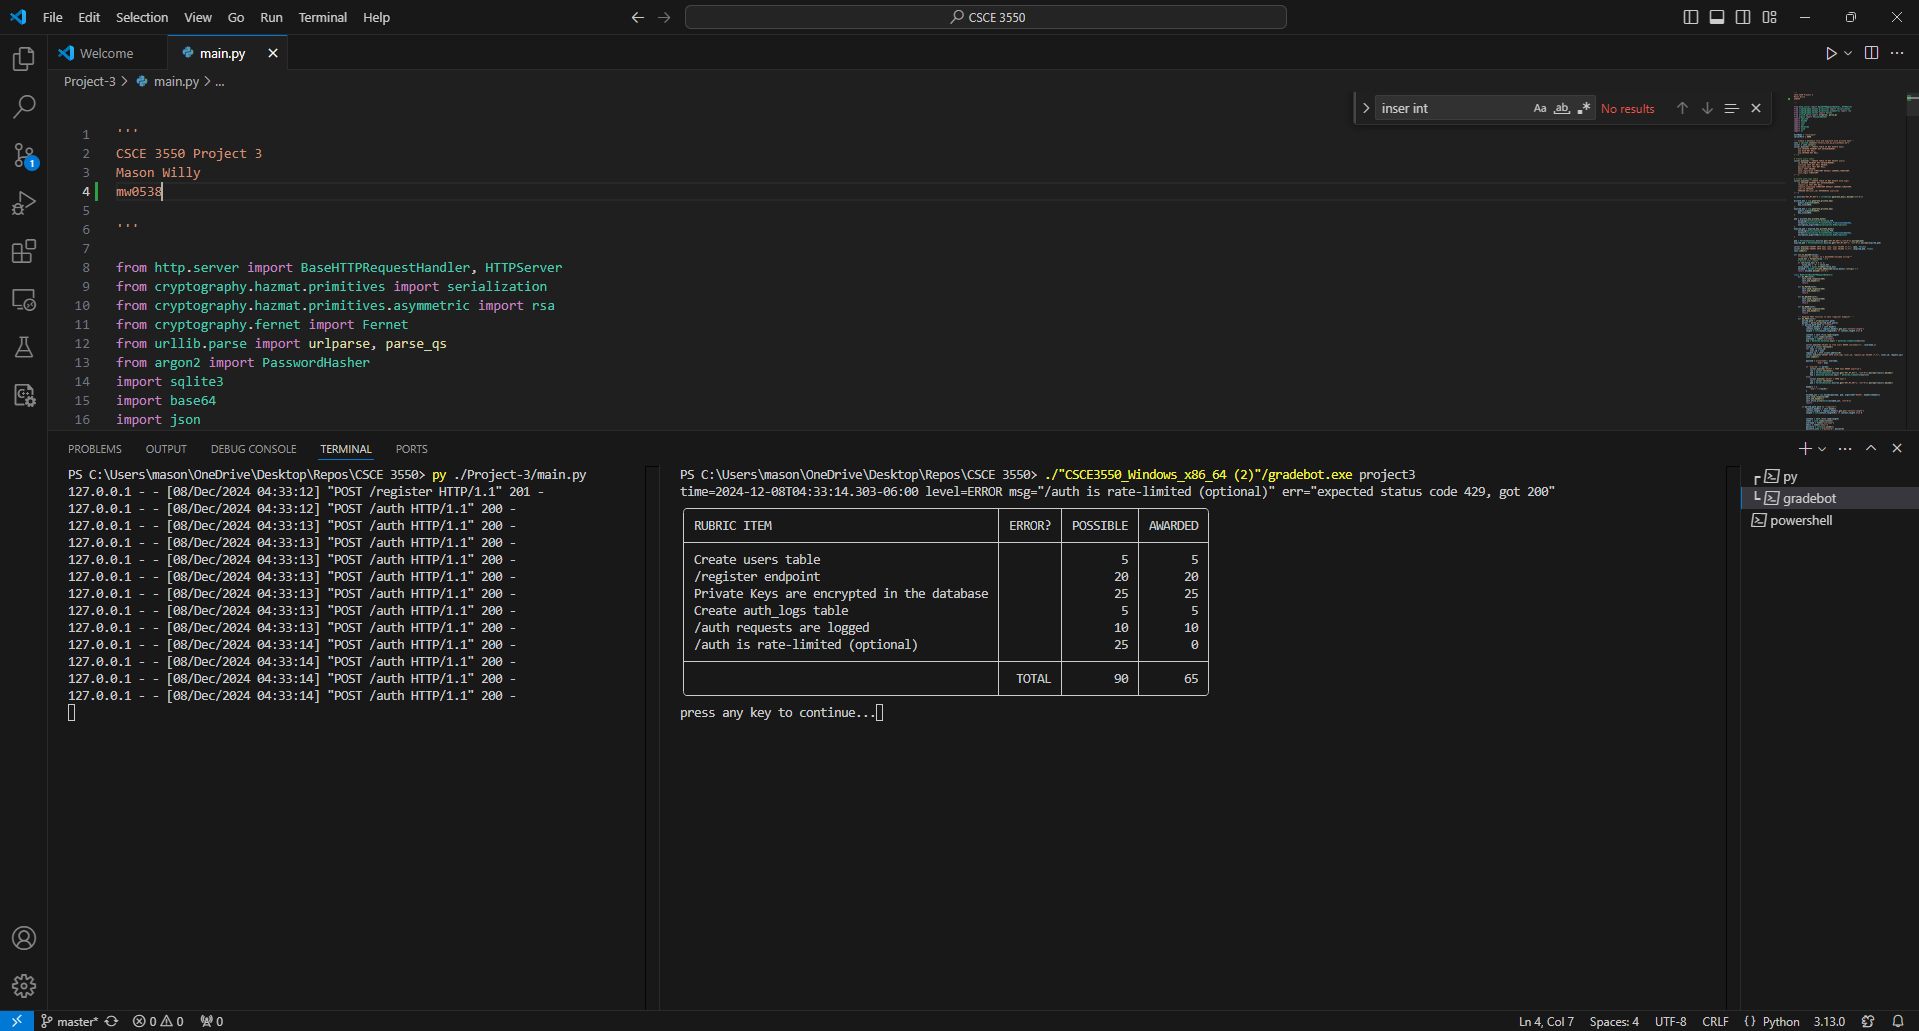 File Edit Selection View Go Run Terminal Help
CSCE 3550
Welcome
main.py
Project-3 > main.py > ...
inser int
Aa ab .* No results
1 '''
2 CSCE 3550 Project 3
3 Mason Willy
4 mw0538
5
6 '''
7
8 from http.server import BaseHTTPRequestHandler, HTTPServer
9 from cryptography.hazmat.primitives import serialization
10 from cryptography.hazmat.primitives.asymmetric import rsa
11 from cryptography.fernet import Fernet
12 from urllib.parse import urlparse, parse_qs
13 from argon2 import PasswordHasher
14 import sqlite3
15 import base64
16 import json
1
PROBLEMS OUTPUT DEBUG CONSOLE TERMINAL PORTS
PS C:\Users\mason\OneDrive\Desktop\Repos\CSCE 3550> py ./Project-3/main.py
127.0.0.1 - - [08/Dec/2024 04:33:12] "POST /register HTTP/1.1" 201 -
127.0.0.1 - - [08/Dec/2024 04:33:12] "POST /auth HTTP/1.1" 200 -
127.0.0.1 - - [08/Dec/2024 04:33:13] "POST /auth HTTP/1.1" 200 -
127.0.0.1 - - [08/Dec/2024 04:33:13] "POST /auth HTTP/1.1" 200 -
127.0.0.1 - - [08/Dec/2024 04:33:13] "POST /auth HTTP/1.1" 200 -
127.0.0.1 - - [08/Dec/2024 04:33:13] "POST /auth HTTP/1.1" 200 -
127.0.0.1 - - [08/Dec/2024 04:33:13] "POST /auth HTTP/1.1" 200 -
127.0.0.1 - - [08/Dec/2024 04:33:13] "POST /auth HTTP/1.1" 200 -
127.0.0.1 - - [08/Dec/2024 04:33:13] "POST /auth HTTP/1.1" 200 -
127.0.0.1 - - [08/Dec/2024 04:33:14] "POST /auth HTTP/1.1" 200 -
127.0.0.1 - - [08/Dec/2024 04:33:14] "POST /auth HTTP/1.1" 200 -
127.0.0.1 - - [08/Dec/2024 04:33:14] "POST /auth HTTP/1.1" 200 -
127.0.0.1 - - [08/Dec/2024 04:33:14] "POST /auth HTTP/1.1" 200 -
PS C:\Users\mason\OneDrive\Desktop\Repos\CSCE 3550> ./"CSCE3550_Windows_x86_64 (2)"/gradebot.exe project3
time=2024-12-08T04:33:14.303-06:00 level=ERROR msg="/auth is rate-limited (optional)" err="expected status code 429, got 200"
RUBRIC ITEM ERROR? POSSIBLE AWARDED
Create users table 5 5
/register endpoint 20 20
Private Keys are encrypted in the database 25 25
Create auth_logs table 5 5
/auth requests are logged 10 10
/auth is rate-limited (optional) 25 0
TOTAL 90 65
press any key to continue...
py
gradebot
powershell
master* 0 0 0
Ln 4, Col 7 Spaces: 4 UTF-8 CRLF {} Python 3.13.0